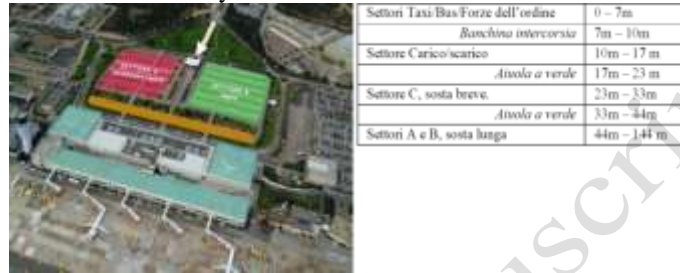 Settori Taxi/Bus/Forze dell'ordine 0 – 7m
Banchina intercorsia 7m – 10m
Settore Carico/scarico 10m – 17 m
Aiuola a verde 17m – 23 m
Settore C, sosta breve. 23m – 33m
Aiuola a verde 33m – 44m
Settori A e B, sosta lunga 44m – 144 m